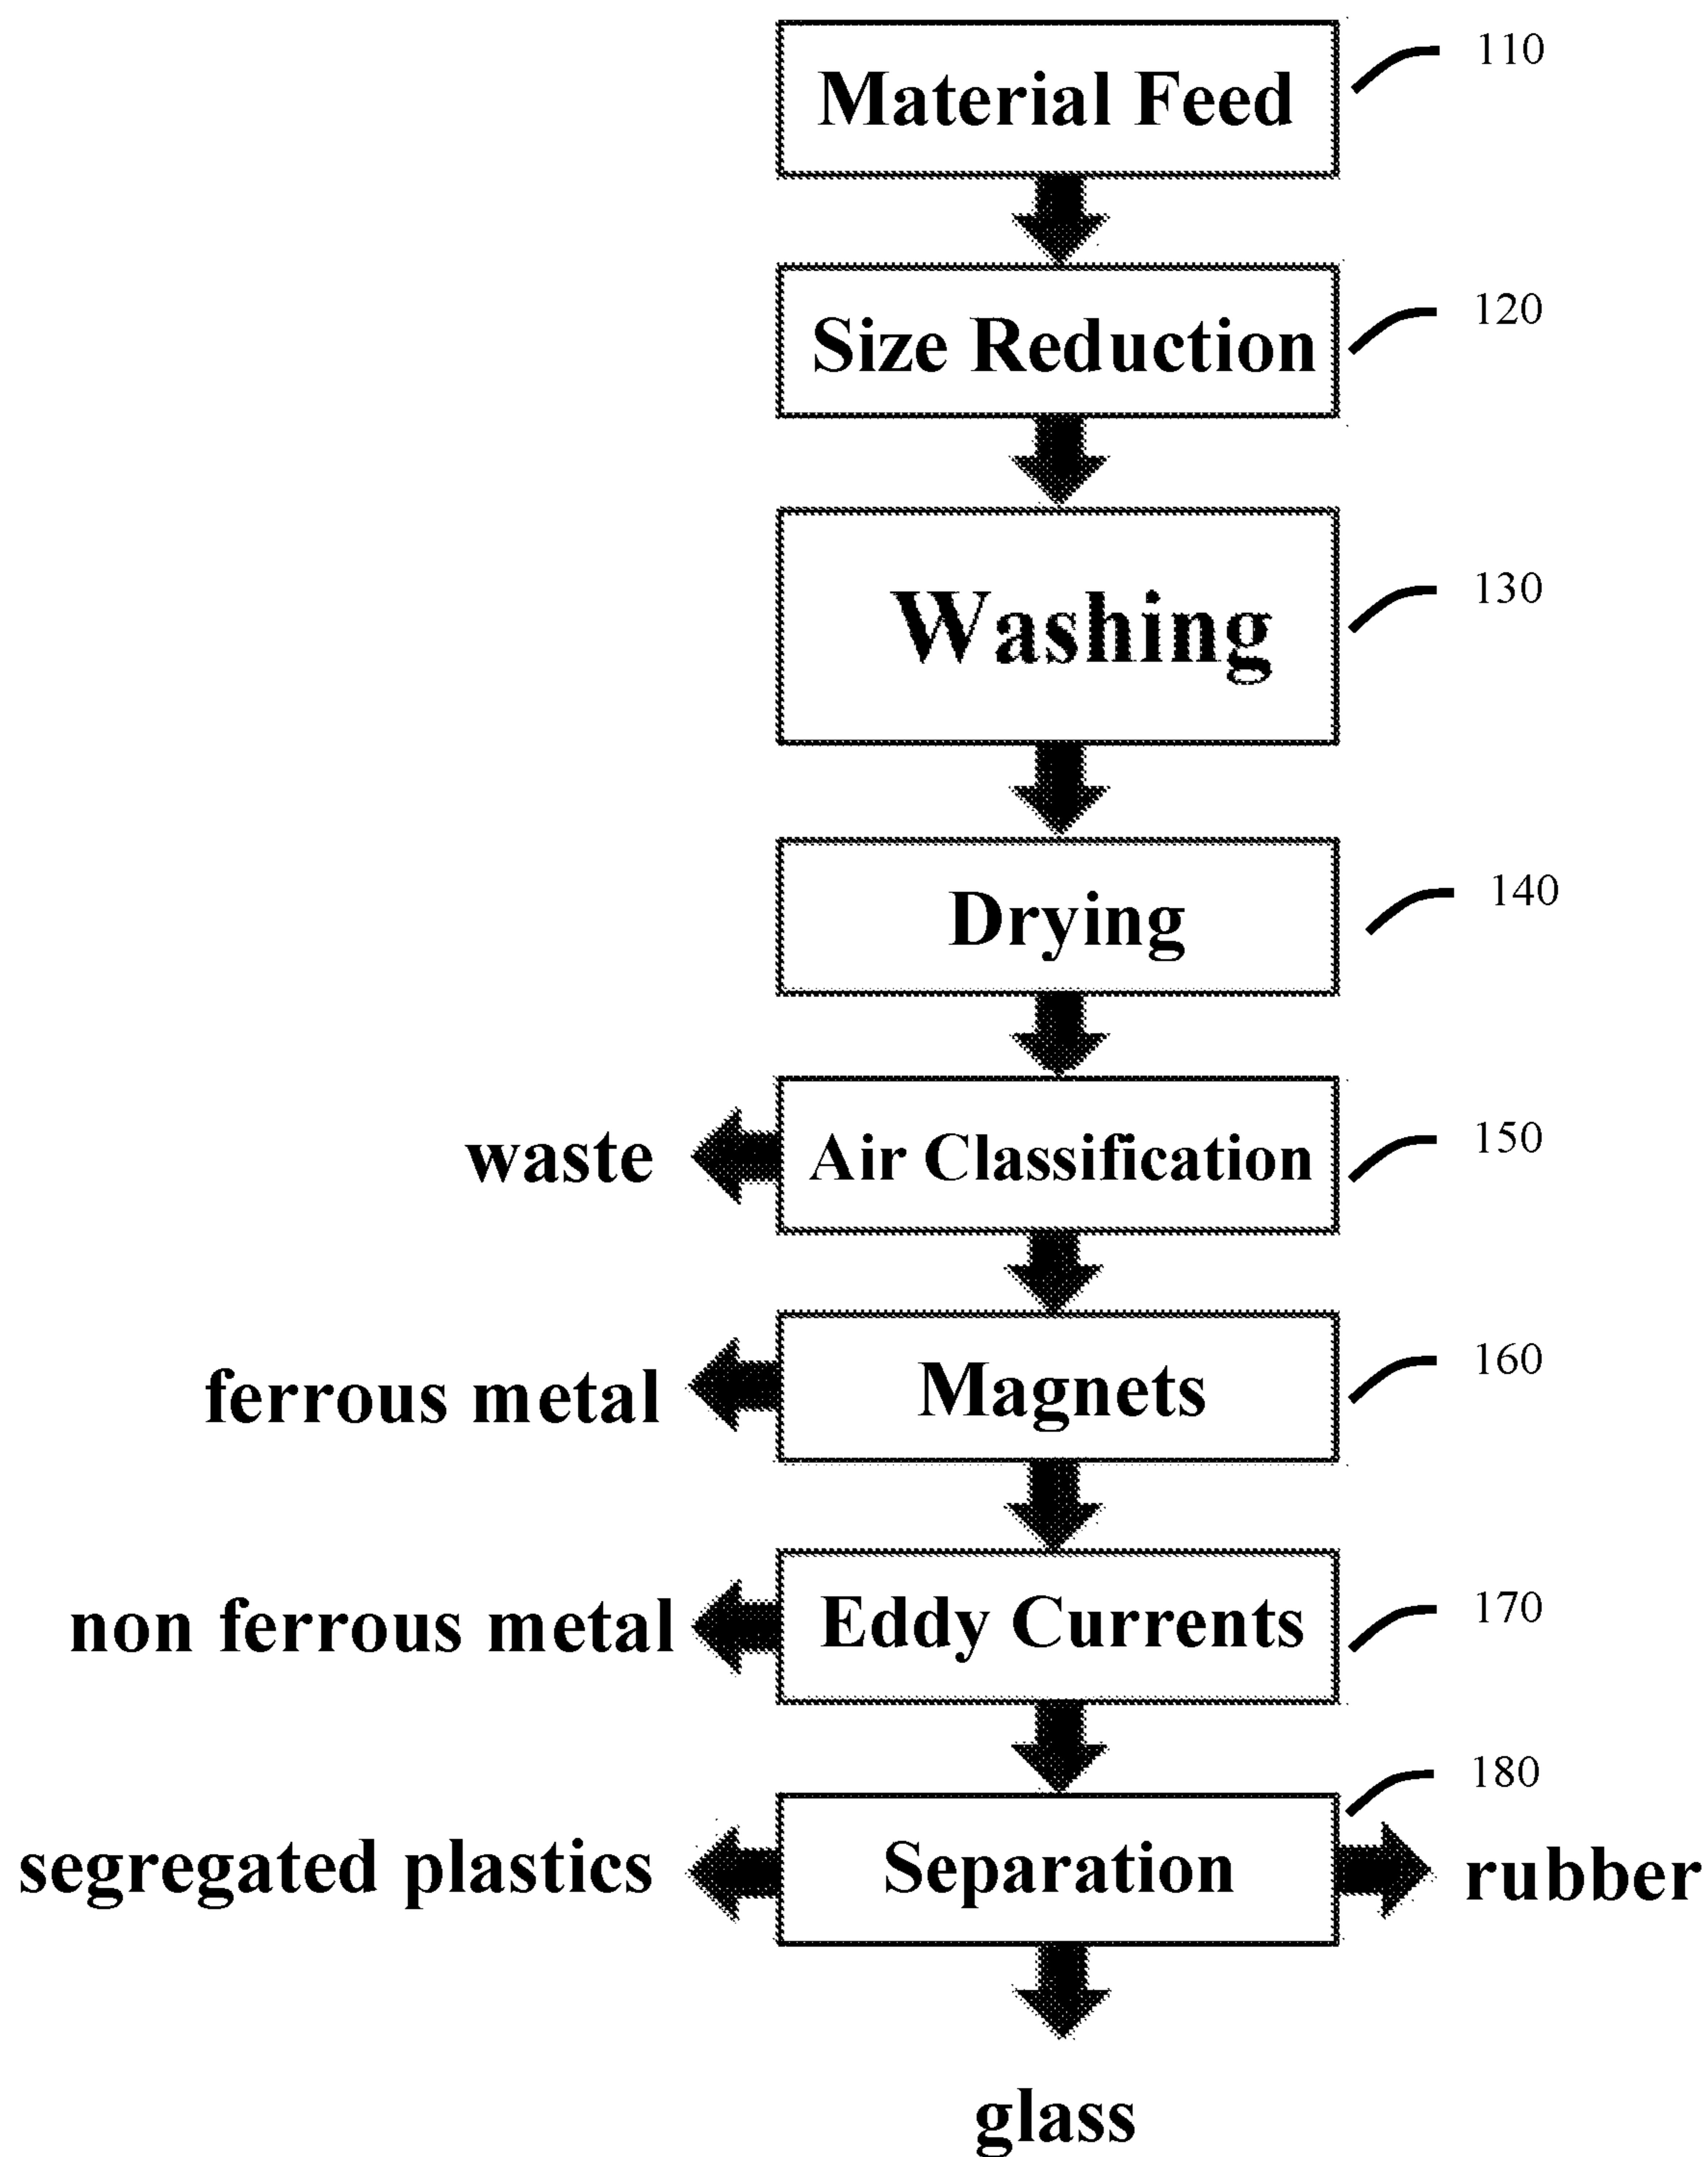 Material Feed
110
Size Reduction
120
Washing
130
Drying
140
waste
Air Classification
150
ferrous metal
Magnets
160
non ferrous metal
Eddy Currents
170
180
segregated plastics
Separation
rubber
glass